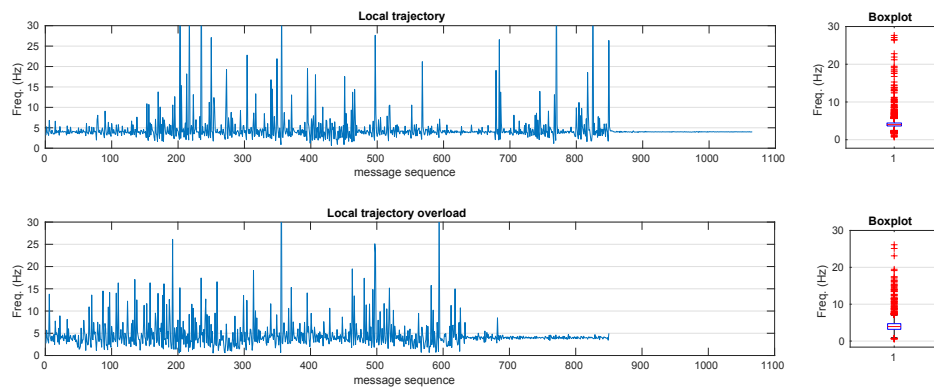 Local trajectory
Boxplot
30
25
20
15
10
5
0
Freq. (Hz)
0 100 200 300 400 500 600 700 800 900 1000 1100
message sequence
30
20
10
0
Freq. (Hz)
1
Local trajectory overload
Boxplot
30
25
20
15
10
5
0
Freq. (Hz)
0 100 200 300 400 500 600 700 800 900 1000 1100
message sequence
30
20
10
0
Freq. (Hz)
1